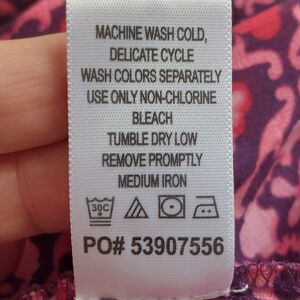 MACHINE WASH COLD,
DELICATE CYCLE
WASH COLORS SEPARATELY
USE ONLY NON-CHLORINE
BLEACH
TUMBLE DRY LOW
REMOVE PROMPTLY
MEDIUM IRON
30C
PO# 53907556